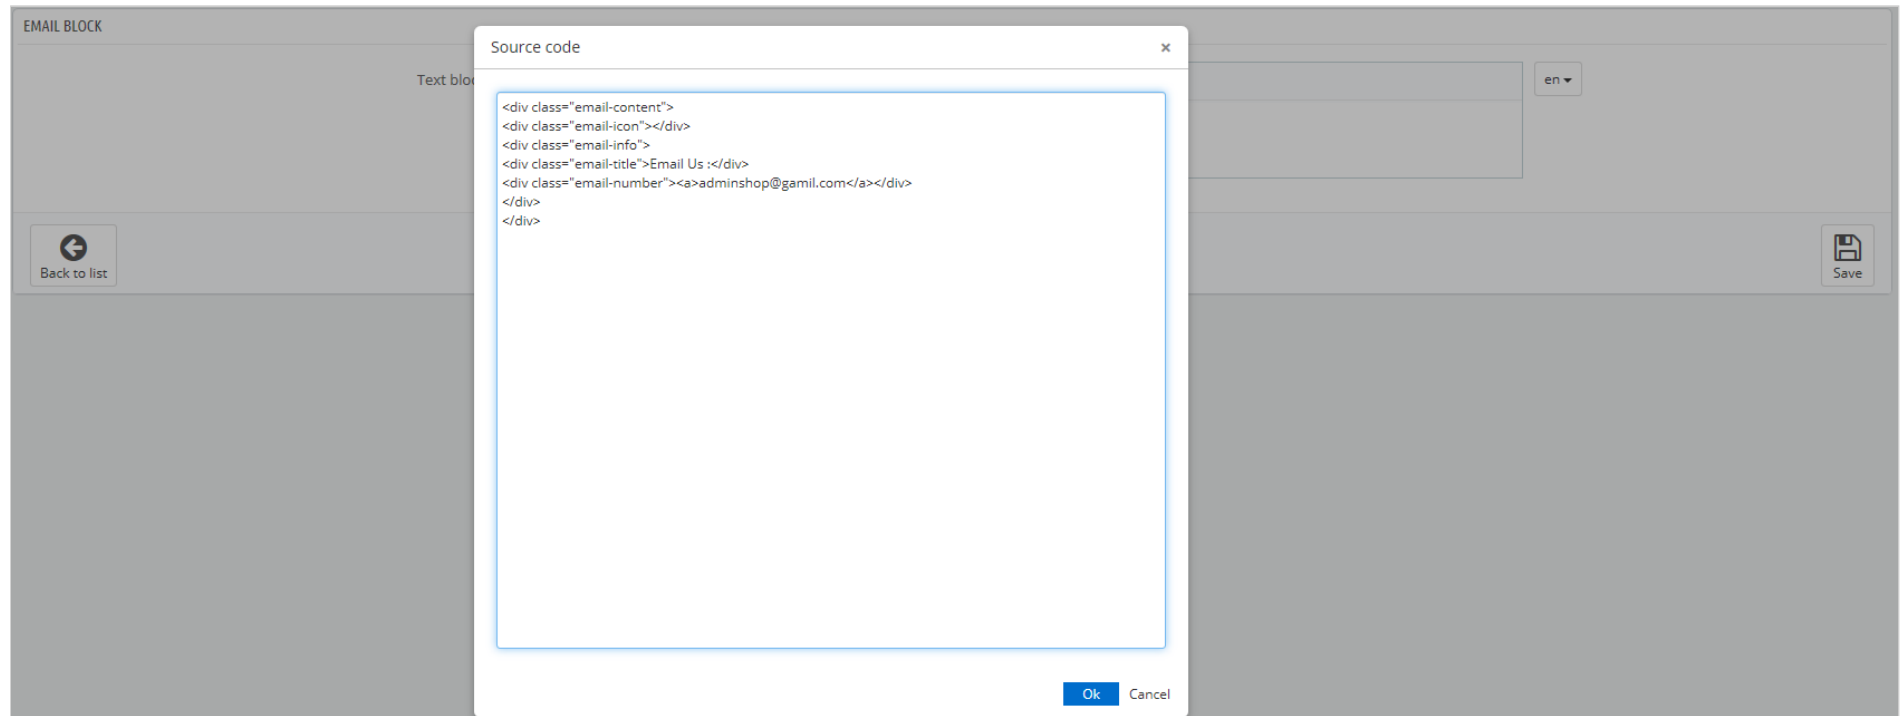 EMAIL BLOCK
Source code
×
Text bloc
en
<div class="email-content">
<div class="email-icon"></div>
<div class="email-info">
<div class="email-title">Email Us :</div>
<div class="email-number"><a>adminshop@gamil.com</a></div>
</div>
</div>
Back to list
Save
Ok
Cancel